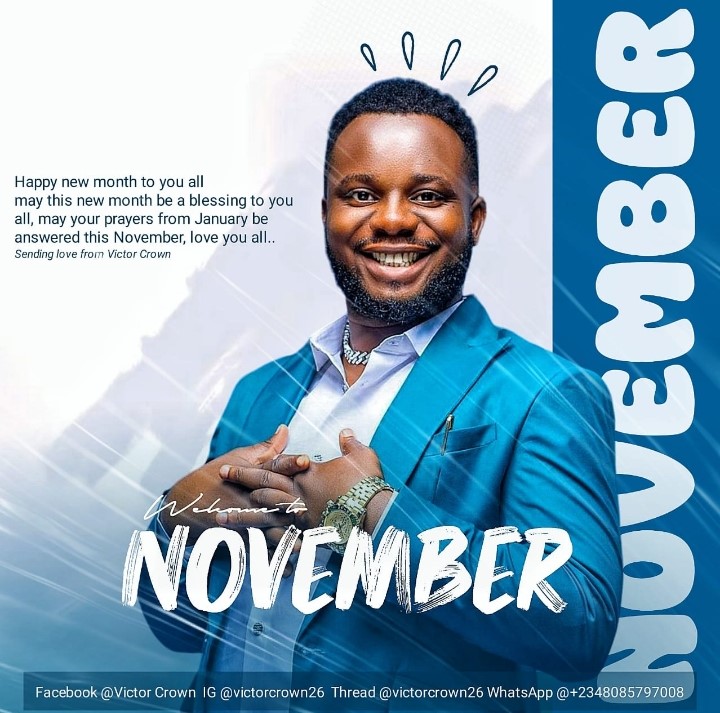 Happy new month to you all
may this new month be a blessing to you
all, may your prayers from January be
answered this November, love you all..
Sending love from Victor Crown
NOVEMBER
Welcome to
NOVEMBER
Facebook @Victor Crown IG @victorcrown26 Thread @victorcrown26 WhatsApp @+2348085797008